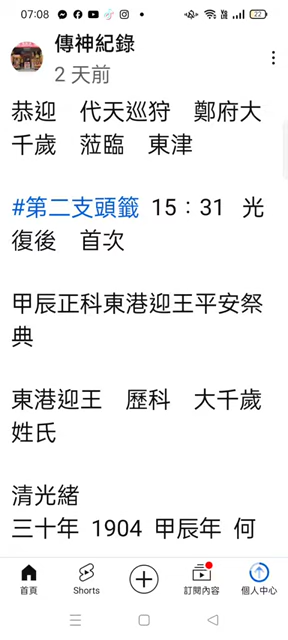 07:08
22
傳神紀錄
2 天前
恭迎　代天巡狩　鄭府大
千歲　蒞臨　東津
#第二支頭籤 15：31　光
復後　首次
甲辰正科東港迎王平安祭
典
東港迎王　歷科　大千歲
姓氏
清光緒
三十年 1904 甲辰年 何
首頁
Shorts
訂閱內容
個人中心